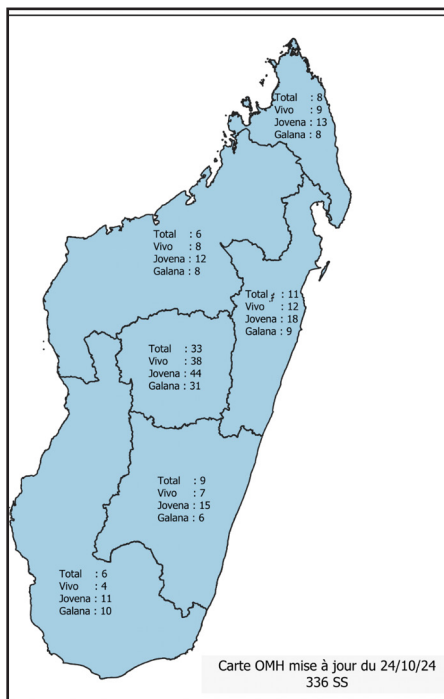 Total : 8
Vivo : 9
Jovena : 13
Galana : 8
Total : 6
Vivo : 8
Jovena : 12
Galana : 8
Total : 11
Vivo : 12
Jovena : 18
Galana : 9
Total : 33
Vivo : 38
Jovena : 44
Galana : 31
Total : 9
Vivo : 7
Jovena : 15
Galana : 6
Total : 6
Vivo : 4
Jovena : 11
Galana : 10
Carte OMH mise à jour du 24/10/24
336 SS